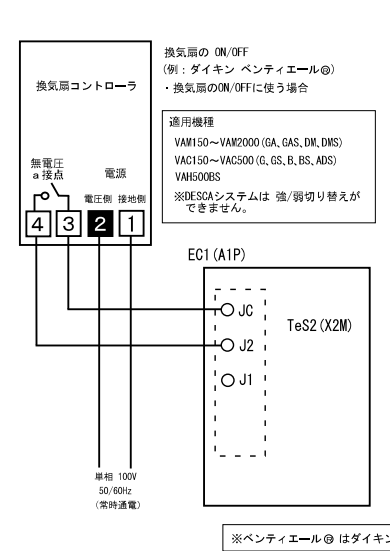 換気扇の ON/OFF
(例：ダイキン ベンティエール®)
・換気扇のON/OFFに使う場合
換気扇コントローラ
適用機種
VAM150～VAM2000(GA、GAS、DM、DMS)
VAC150～VAC500(G、GS、B、BS、ADS)
VAH500BS
※DESCAシステムは 強/弱切り替えが
できません。
無電圧
a 接点
電源
電圧側 接地側
4 3 2 1
EC1(A1P)
JC
TeS2(X2M)
J2
J1
単相 100V
50/60Hz
(常時通電)
※ベンティエール® はダイキン